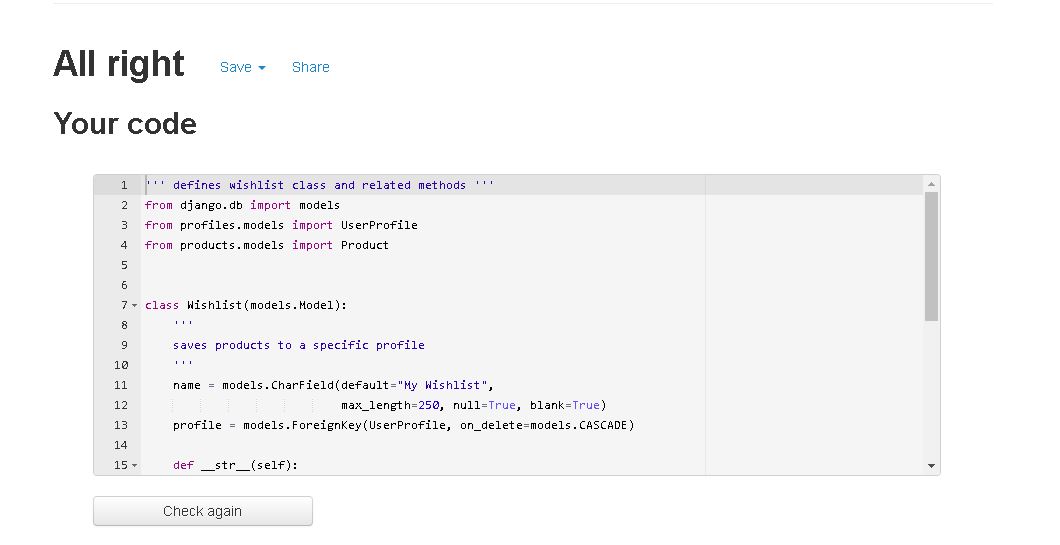 All right Save Share
Your code
1 ''' defines wishlist class and related methods '''
2 from django.db import models
3 from profiles.models import UserProfile
4 from products.models import Product
5
6
7 class Wishlist(models.Model):
8     '''
9     saves products to a specific profile
10     '''
11     name = models.CharField(default="My Wishlist",
12                             max_length=250, null=True, blank=True)
13     profile = models.ForeignKey(UserProfile, on_delete=models.CASCADE)
14
15     def __str__(self):
Check again